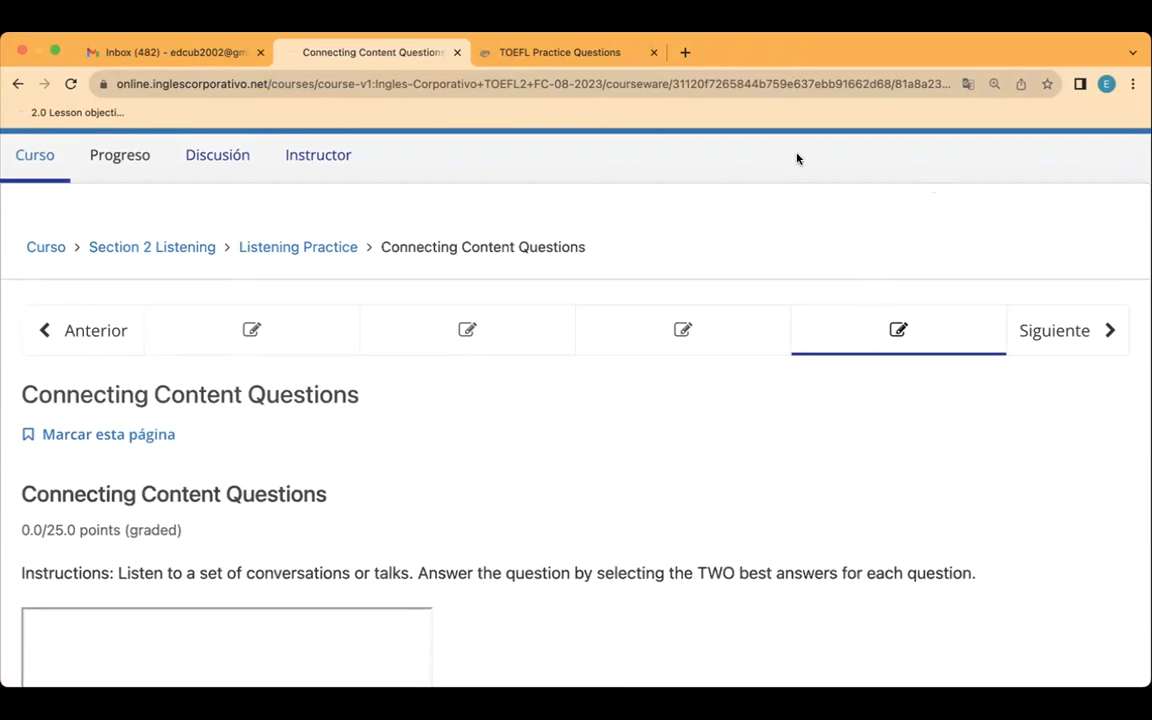 Inbox (482) - edcub2002@gm
Connecting Content Questions
TOEFL Practice Questions
online.inglescorporativo.net/courses/course-v1:Ingles-Corporativo+TOEFL2+FC-08-2023/courseware/31120f7265844b759e637ebb91662d68/81a8a23...
E
2.0 Lesson objecti...
Curso
Progreso
Discusión
Instructor
Curso > Section 2 Listening > Listening Practice > Connecting Content Questions
Anterior
Siguiente
Connecting Content Questions
Marcar esta página
Connecting Content Questions
0.0/25.0 points (graded)
Instructions: Listen to a set of conversations or talks. Answer the question by selecting the TWO best answers for each question.